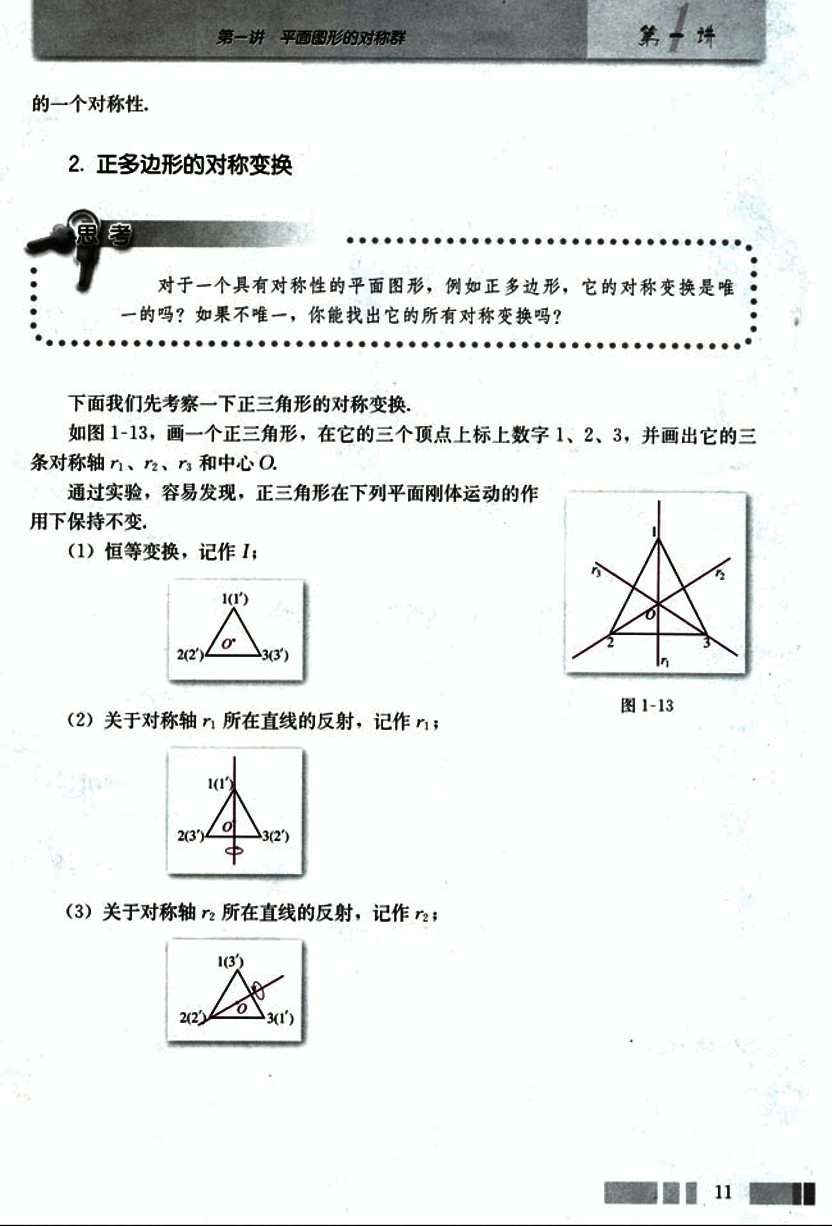 第一讲 平面图形的对称群
第一讲
的一个对称性.
2. 正多边形的对称变换
思考
对于一个具有对称性的平面图形，例如正多边形，它的对称变换是唯
一的吗？如果不唯一，你能找出它的所有对称变换吗？
下面我们先考察一下正三角形的对称变换.
如图 1-13，画一个正三角形，在它的三个顶点上标上数字 1、2、3，并画出它的三
条对称轴 r₁、r₂、r₃ 和中心 O.
通过实验，容易发现，正三角形在下列平面刚体运动的作
用下保持不变.
（1）恒等变换，记作 I；
1(1′)
O
2(2′) 3(3′)
1
r₃ r₂
O
2 3
r₁
图 1-13
（2）关于对称轴 r₁ 所在直线的反射，记作 r₁；
1(1′)
O
2(3′) 3(2′)
（3）关于对称轴 r₂ 所在直线的反射，记作 r₂；
1(3′)
O
2(2′) 3(1′)
11